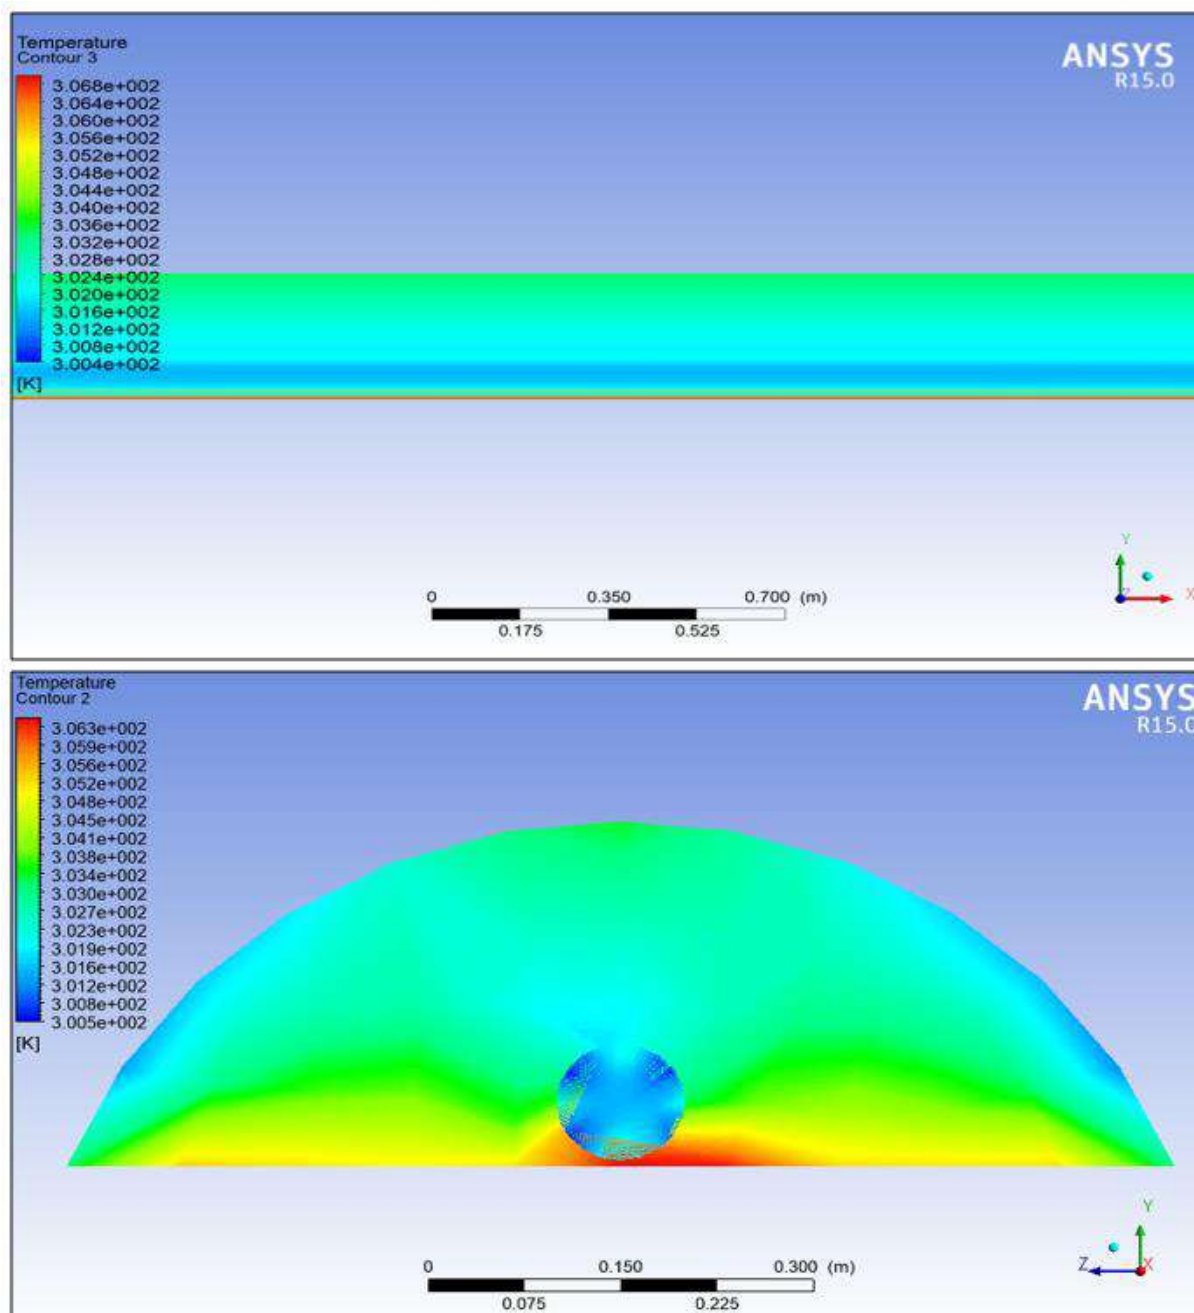 Temperature
Contour 3
ANSYS
R15.0
3.068e+002
3.064e+002
3.060e+002
3.056e+002
3.052e+002
3.048e+002
3.044e+002
3.040e+002
3.036e+002
3.032e+002
3.028e+002
3.024e+002
3.020e+002
3.016e+002
3.012e+002
3.008e+002
3.004e+002
[K]
Y
Z X
0 0.350 0.700 (m)
0.175 0.525
Temperature
Contour 2
ANSYS
R15.0
3.063e+002
3.059e+002
3.056e+002
3.052e+002
3.048e+002
3.045e+002
3.041e+002
3.038e+002
3.034e+002
3.030e+002
3.027e+002
3.023e+002
3.019e+002
3.016e+002
3.012e+002
3.008e+002
3.005e+002
[K]
Y
Z X
0 0.150 0.300 (m)
0.075 0.225